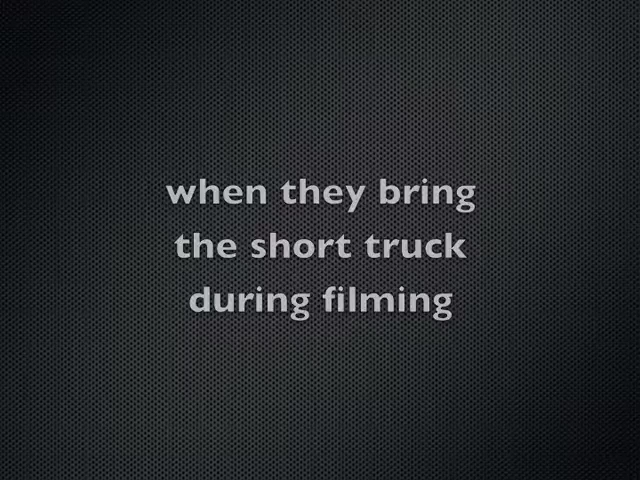 when they bring
the short truck
during filming